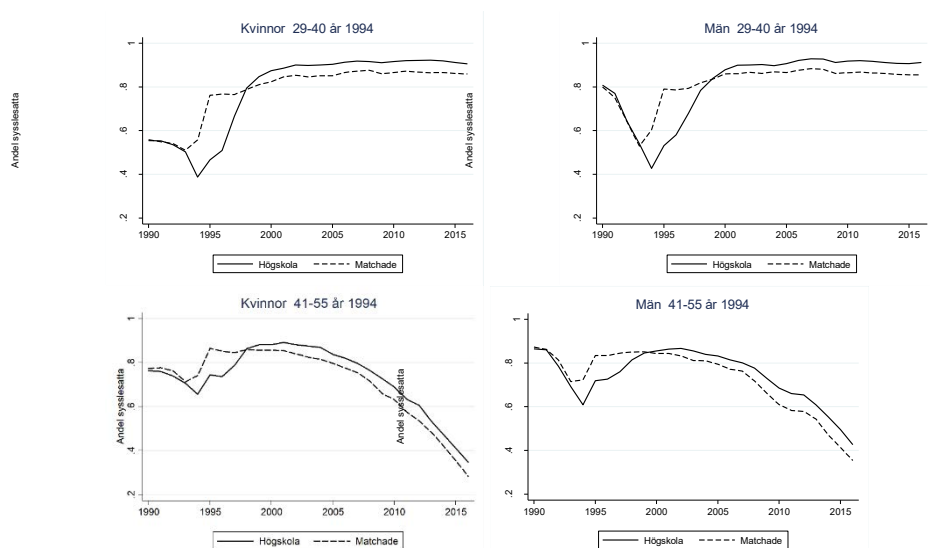 Kvinnor 29-40 år 1994
Andel sysslesatta
1
.8
.6
.4
.2
1990 1995 2000 2005 2010 2015
Högskola Matchade
Män 29-40 år 1994
Andel sysslesatta
1
.8
.6
.4
.2
1990 1995 2000 2005 2010 2015
Högskola Matchade
Kvinnor 41-55 år 1994
Andel sysslesatta
1
.8
.6
.4
.2
1990 1995 2000 2005 2010 2015
Högskola Matchade
Män 41-55 år 1994
Andel sysslesatta
1
.8
.6
.4
.2
1990 1995 2000 2005 2010 2015
Högskola Matchade